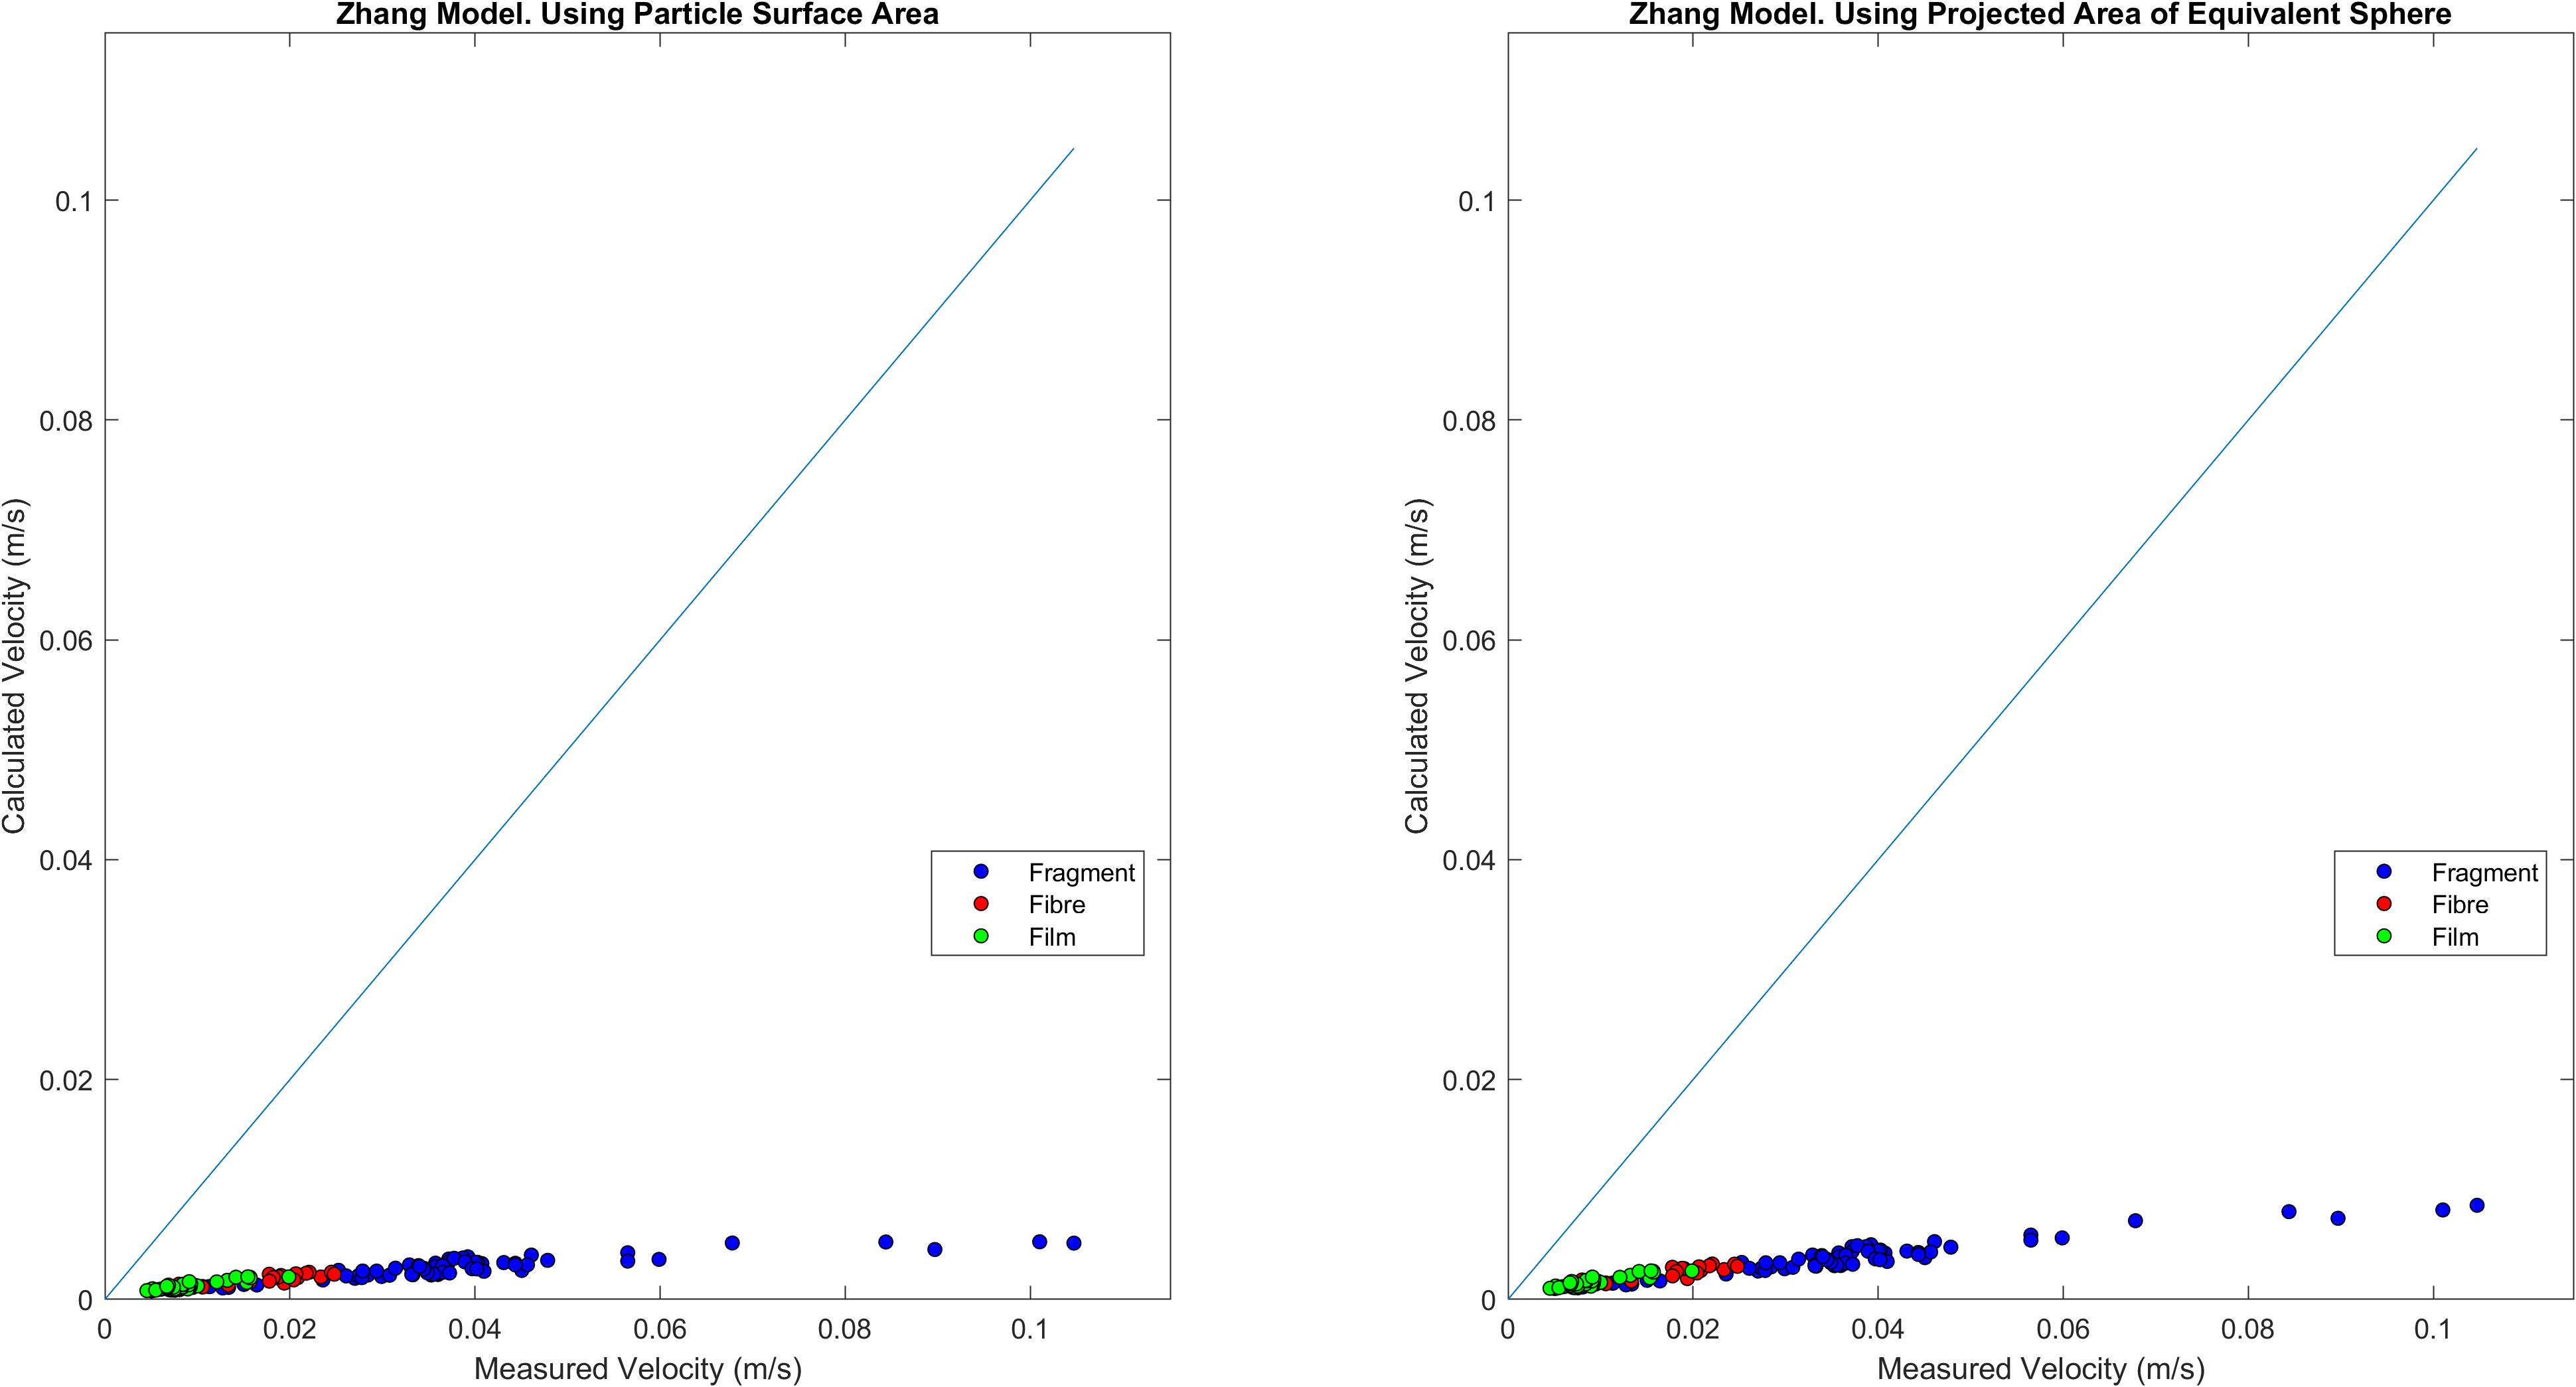 Zhang Model. Using Particle Surface Area
0.1
0.08
0.06
0.04
0.02
0
Calculated Velocity (m/s)
Fragment
Fibre
Film
0
0.02
0.04
0.06
0.08
0.1
Measured Velocity (m/s)
Zhang Model. Using Projected Area of Equivalent Sphere
0.1
0.08
0.06
0.04
0.02
0
Calculated Velocity (m/s)
Fragment
Fibre
Film
0
0.02
0.04
0.06
0.08
0.1
Measured Velocity (m/s)